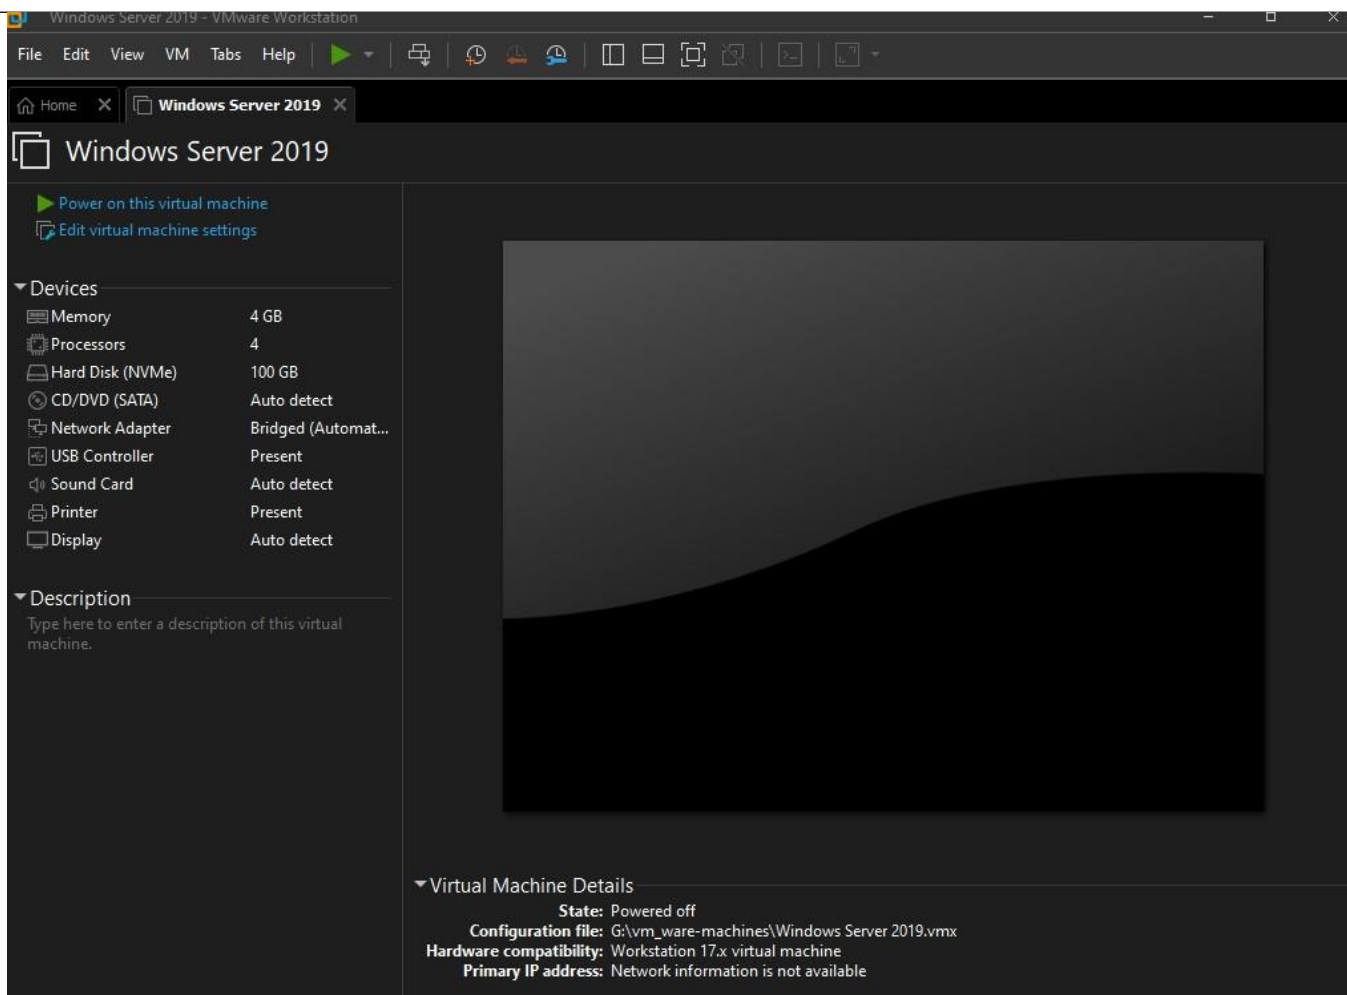 Windows Server 2019 - VMware Workstation
File Edit View VM Tabs Help
Home Windows Server 2019
Windows Server 2019
Power on this virtual machine
Edit virtual machine settings
Devices
Memory 4 GB
Processors 4
Hard Disk (NVMe) 100 GB
CD/DVD (SATA) Auto detect
Network Adapter Bridged (Automat...
USB Controller Present
Sound Card Auto detect
Printer Present
Display Auto detect
Description
Type here to enter a description of this virtual
machine.
Virtual Machine Details
State: Powered off
Configuration file: G:\vm_ware-machines\Windows Server 2019.vmx
Hardware compatibility: Workstation 17.x virtual machine
Primary IP address: Network information is not available